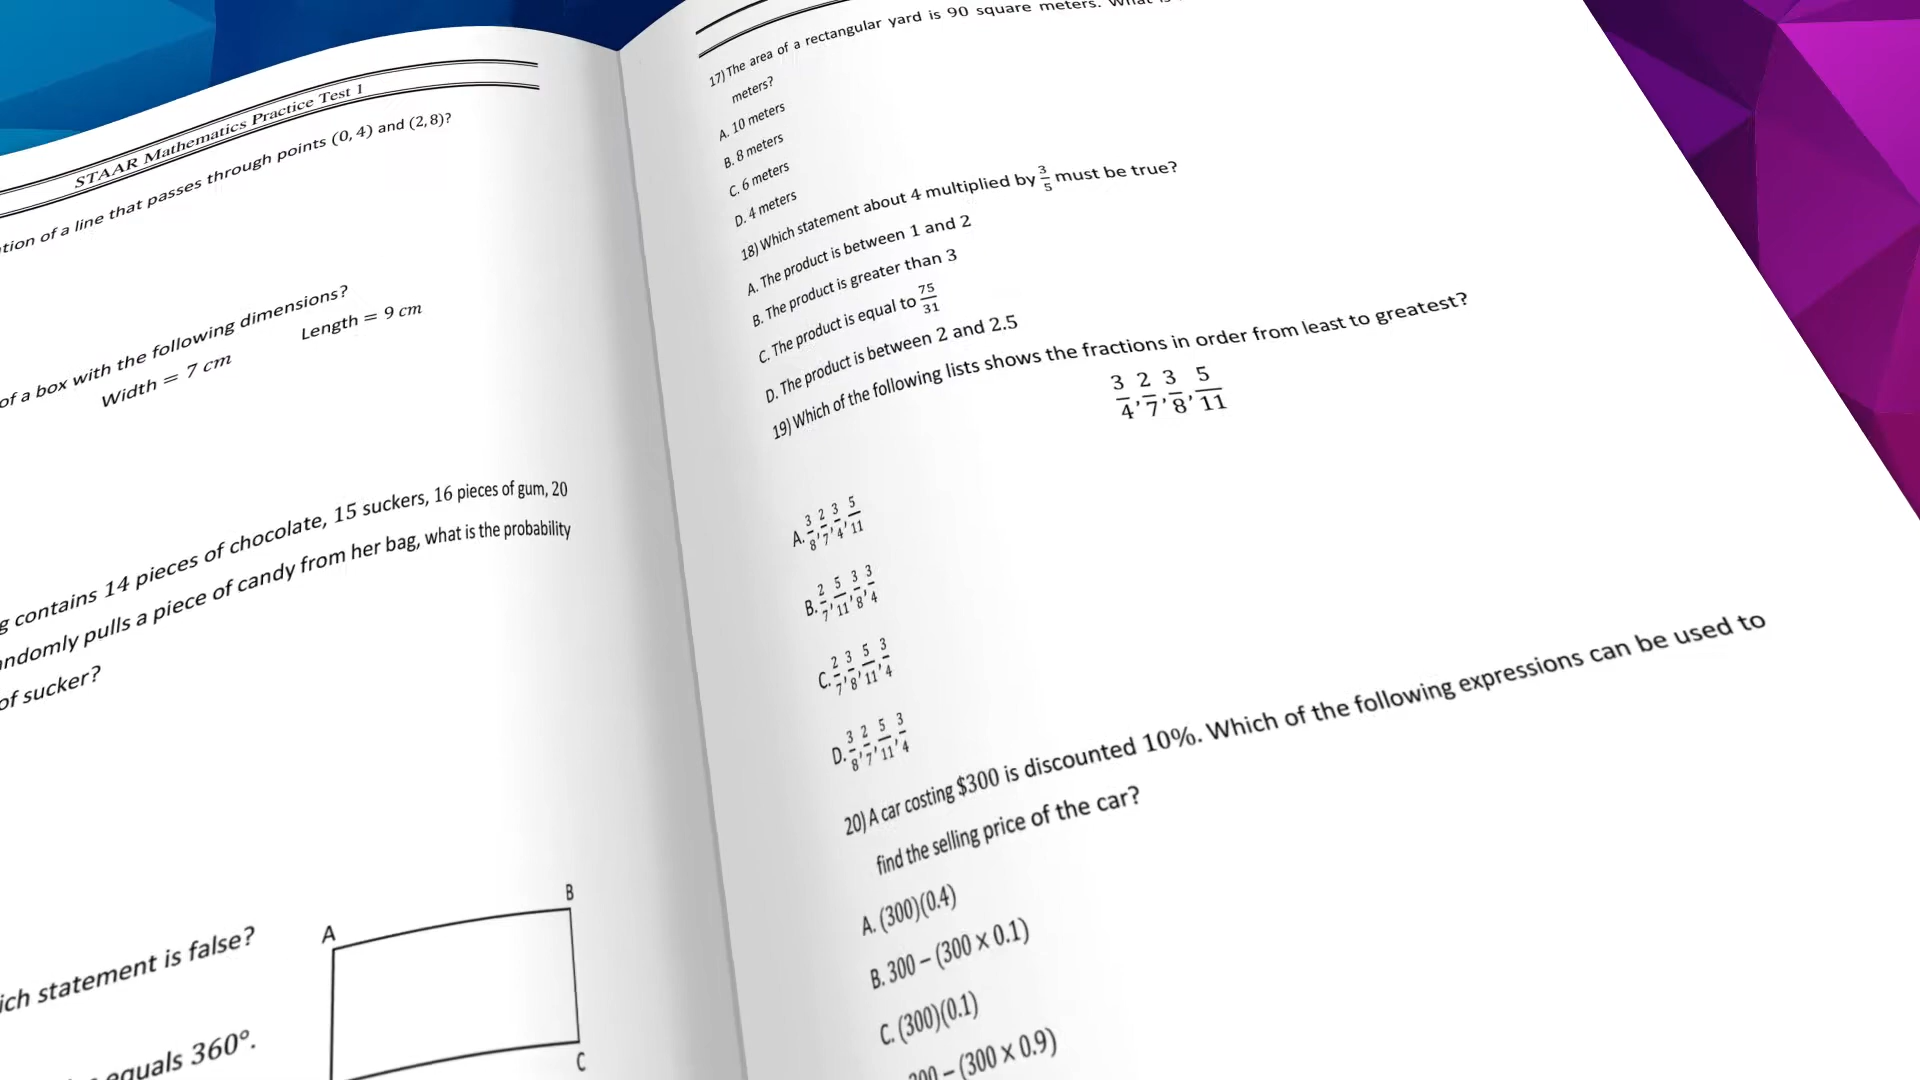 STAAR Mathematics Practice Test 1
of a line that passes through points (0, 4) and (2, 8)?
of a box with the following dimensions?
Width = 7 cm Length = 9 cm
contains 14 pieces of chocolate, 15 suckers, 16 pieces of gum, 20
pulls a piece of candy from her bag, what is the probability
of sucker?
statement is false?
equals 360°.
A
B
C
17) The area of a rectangular yard is 90 square meters. What is
meters?
A. 10 meters
B. 8 meters
C. 6 meters
D. 4 meters
18) Which statement about 4 multiplied by 3/5 must be true?
A. The product is between 1 and 2
B. The product is greater than 3
C. The product is equal to 75/31
D. The product is between 2 and 2.5
19) Which of the following lists shows the fractions in order from least to greatest?
3/4, 2/7, 3/8, 5/11
A. 3/8, 2/7, 3/4, 5/11
B. 2/7, 5/11, 3/8, 3/4
C. 2/7, 3/8, 5/11, 3/4
D. 3/8, 2/7, 5/11, 3/4
20) A car costing $300 is discounted 10%. Which of the following expressions can be used to
find the selling price of the car?
A. (300)(0.4)
B. 300 – (300 x 0.1)
C. (300)(0.1)
300 – (300 x 0.9)